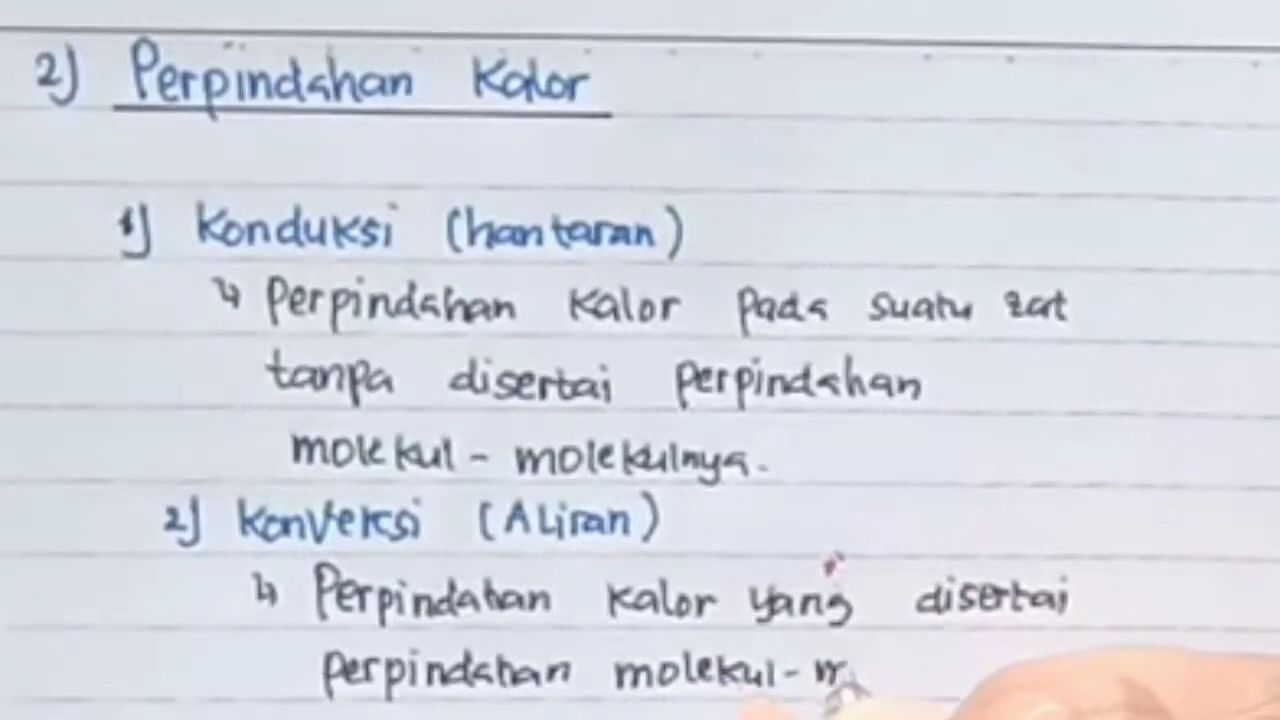 2) Perpindahan Kalor
1) Konduksi (hantaran)
↳ Perpindahan Kalor pada suatu zat
tanpa disertai perpindahan
molekul - molekulnya.
2) Konversi (Aliran)
↳ Perpindahan Kalor yang disertai
perpindahan molekul - m